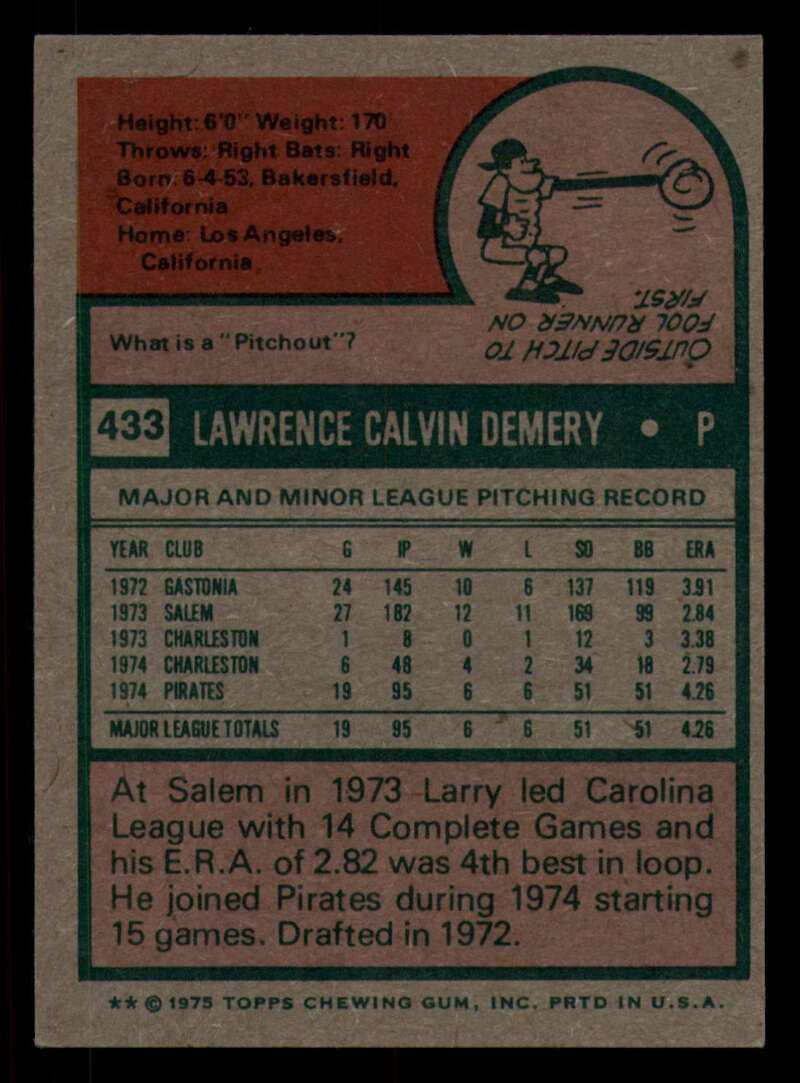 Height: 6'0" Weight: 170
Throws: Right Bats: Right
Born: 6-4-53, Bakersfield,
California
Home: Los Angeles,
California
What is a "Pitchout"?
OUTSIDE PITCH TO
FOOL RUNNER ON
FIRST.
433 LAWRENCE CALVIN DEMERY • P
MAJOR AND MINOR LEAGUE PITCHING RECORD
YEAR CLUB G IP W L SO BB ERA
1972 GASTONIA 24 145 10 6 137 119 3.91
1973 SALEM 27 182 12 11 169 99 2.84
1973 CHARLESTON 1 8 0 1 12 3 3.38
1974 CHARLESTON 6 48 4 2 34 18 2.79
1974 PIRATES 19 95 6 6 51 51 4.26
MAJOR LEAGUE TOTALS 19 95 6 6 51 51 4.26
At Salem in 1973 Larry led Carolina
League with 14 Complete Games and
his E.R.A. of 2.82 was 4th best in loop.
He joined Pirates during 1974 starting
15 games. Drafted in 1972.
** © 1975 TOPPS CHEWING GUM, INC. PRTD IN U.S.A.